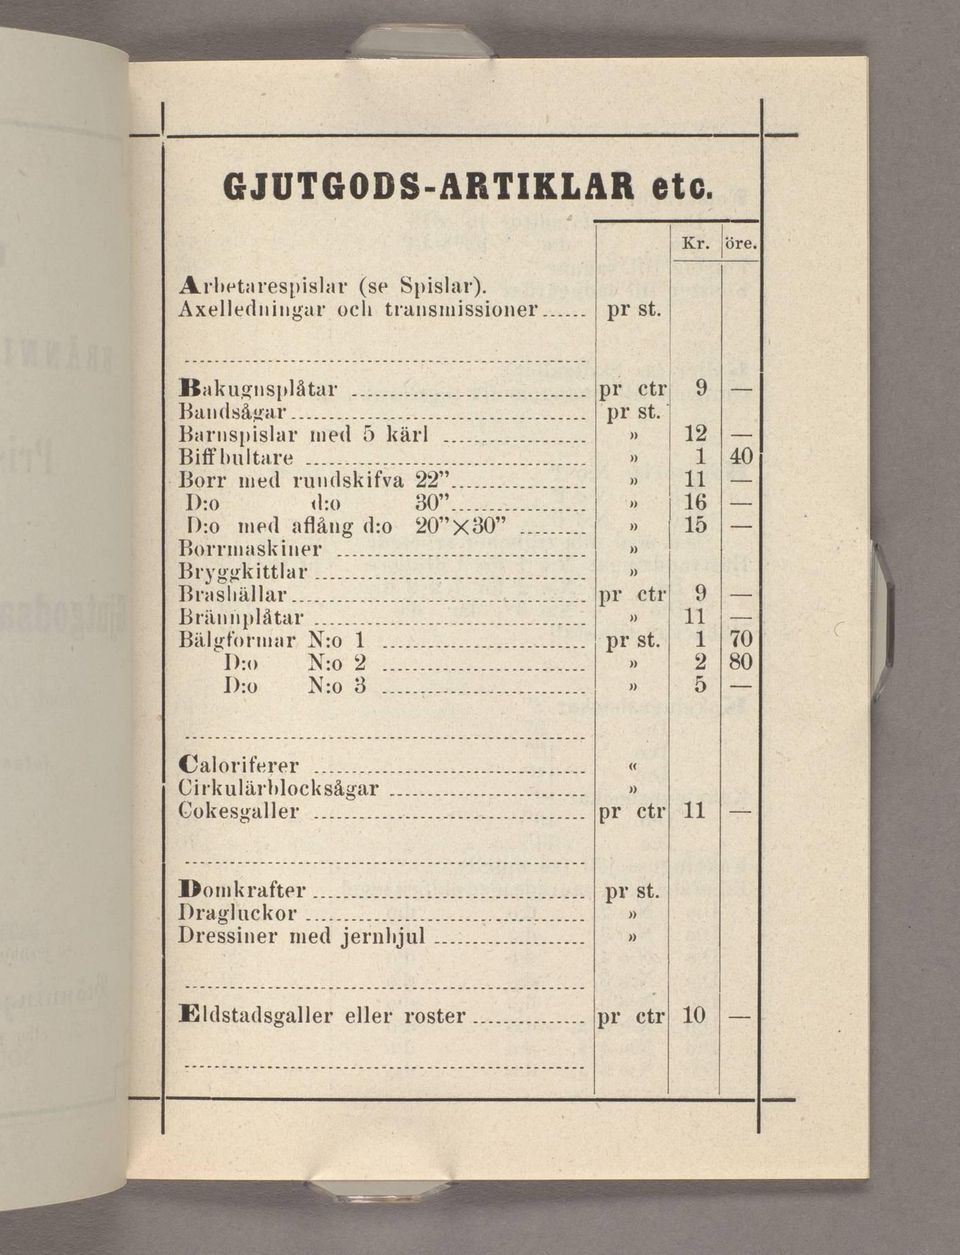 GJUTGODS-ARTIKLAR etc.
Kr. öre.
Arbetarespislar (se Spislar).
Axelledningar och transmissioner pr st.
Bakugnsplåtar pr ctr 9 —
Bandsågar pr st.
Barnspislar med 5 kärl » 12 —
Biffbultare » 1 40
Borr med rundskifva 22” » 11 —
D:o d:o 30” » 16 —
D:o med aflång d:o 20”×30” » 15 —
Borrmaskiner »
Bryggkittlar »
Brashällar pr ctr 9 —
Brännplåtar » 11 —
Bälgformar N:o 1 pr st. 1 70
D:o N:o 2 » 2 80
D:o N:o 3 » 5 —
Caloriferer «
Cirkulärblocksågar »
Cokesgaller pr ctr 11 —
Domkrafter pr st.
Dragluckor »
Dressiner med jernhjul »
Eldstadsgaller eller roster pr ctr 10 —